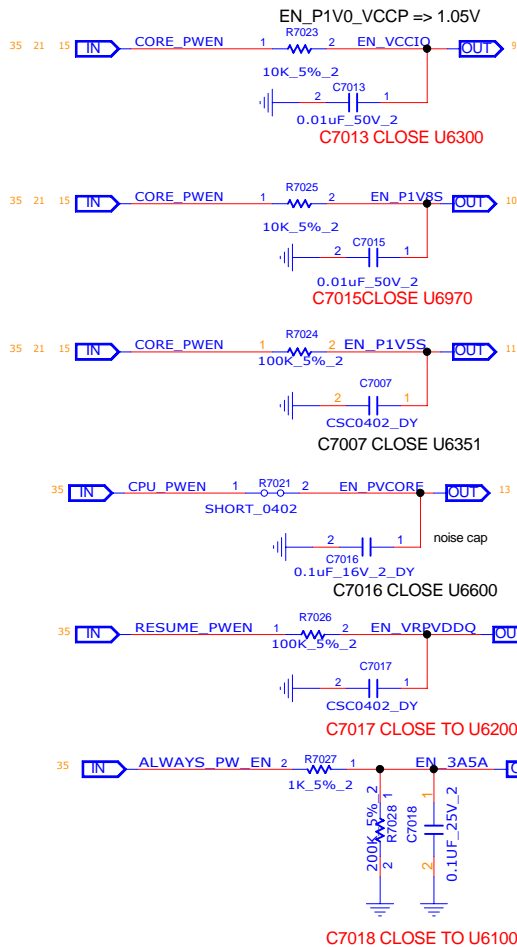 EN_P1V0_VCCP => 1.05V
35 21 15 IN CORE_PWEN 1 R7023 2 EN_VCCIO OUT 9
10K_5%_2
C7013
2 1
0.01uF_50V_2
C7013 CLOSE U6300
35 21 15 IN CORE_PWEN 1 R7025 2 EN_P1V8S OUT 10
10K_5%_2
C7015
2 1
0.01uF_50V_2
C7015CLOSE U6970
35 21 15 IN CORE_PWEN 1 R7024 2 EN_P1V5S OUT 11
100K_5%_2
C7007
2 1
CSC0402_DY
C7007 CLOSE U6351
35 IN CPU_PWEN 1 R7021 2 EN_PVCORE OUT 13
SHORT_0402
noise cap
2 1
C7016
0.1uF_16V_2_DY
C7016 CLOSE U6600
35 IN RESUME_PWEN 1 R7026 2 EN_VRPVDDQ OU
100K_5%_2
C7017
2 1
CSC0402_DY
C7017 CLOSE TO U6200
35 IN ALWAYS_PW_EN 2 R7027 1 EN_3A5A
1K_5%_2
200K_5%_2
1 R7028 2
C7018
1 2
0.1UF_25V_2
C7018 CLOSE TO U6100